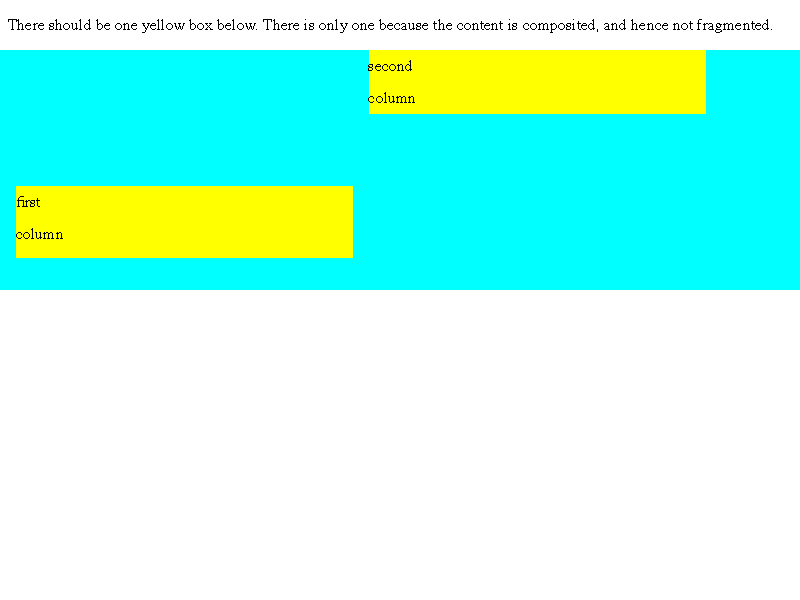 There should be one yellow box below. There is only one because the content is composited, and hence not fragmented.
second
column
first
column